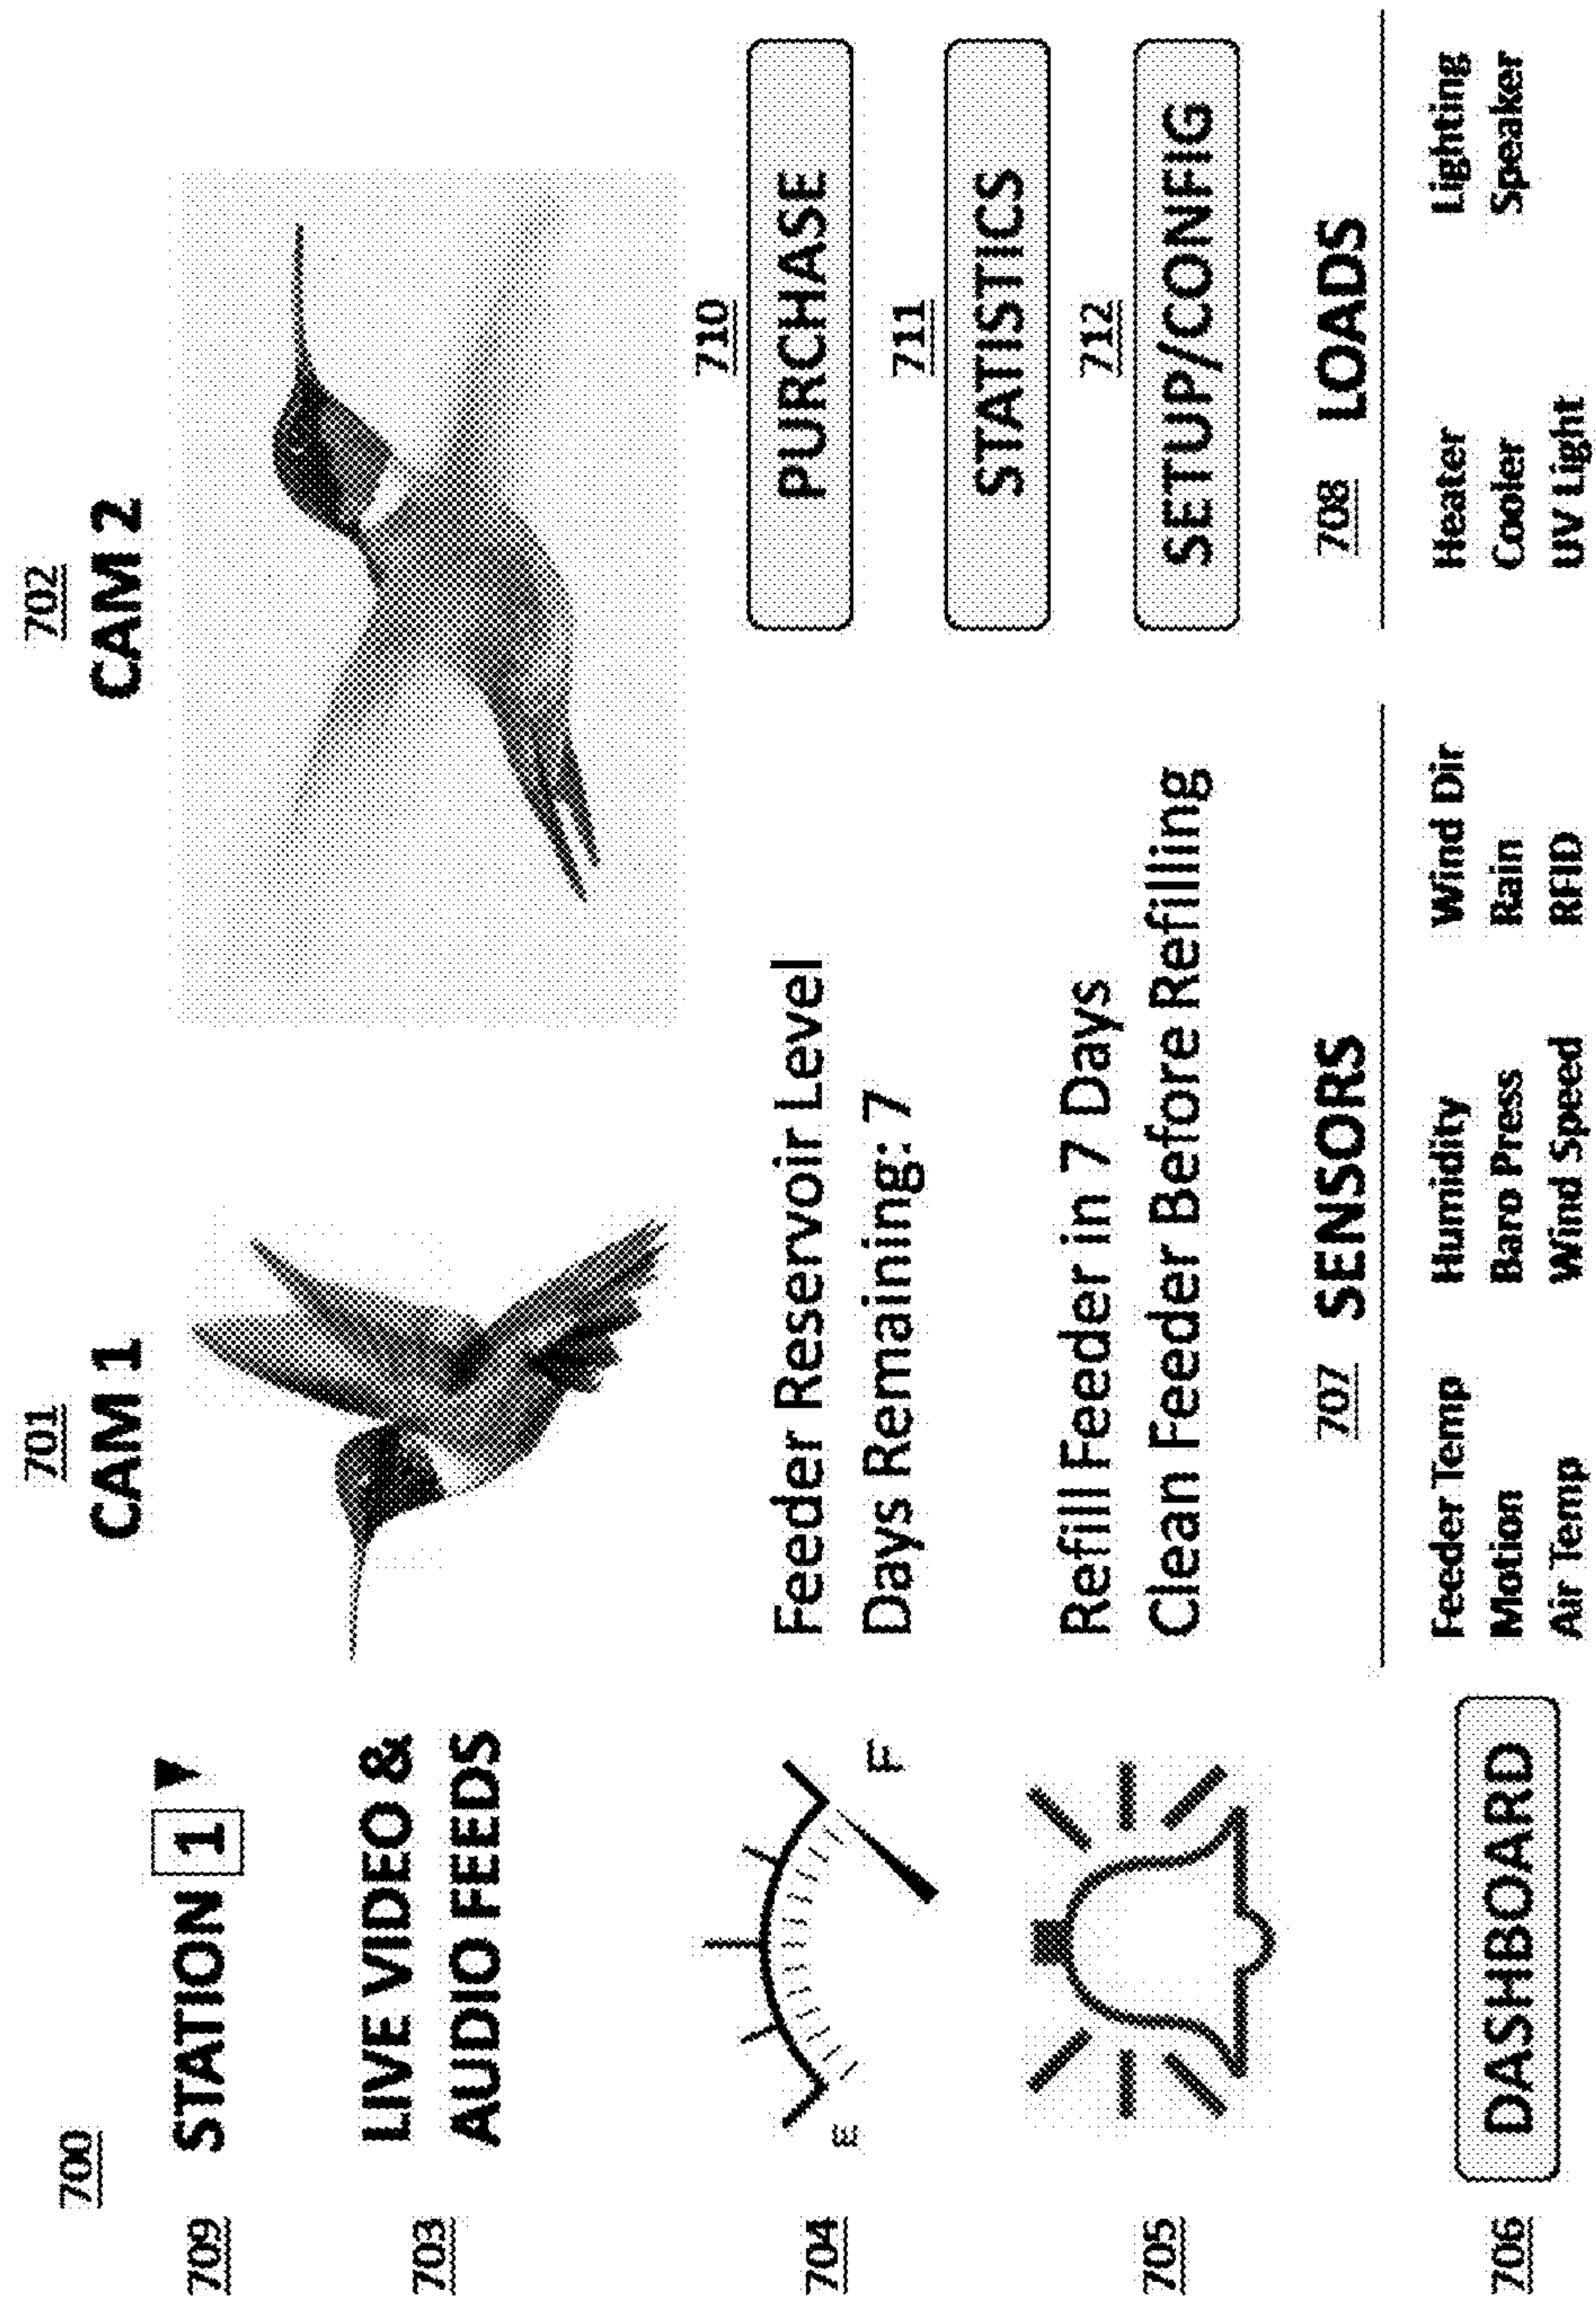 700
701
702
CAM 1
CAM 2
709 STATION 1
703 LIVE VIDEO &
AUDIO FEEDS
704
E
F
Feeder Reservoir Level
Days Remaining: 7
710
PURCHASE
711
STATISTICS
705
Refill Feeder in 7 Days
Clean Feeder Before Refilling
712
SETUP/CONFIG
707 SENSORS
708 LOADS
706 DASHBOARD
Feeder Temp Humidity Wind Dir
Motion Baro Press Rain
Air Temp Wind Speed RFID
Heater Lighting
Cooler Speaker
UV Light